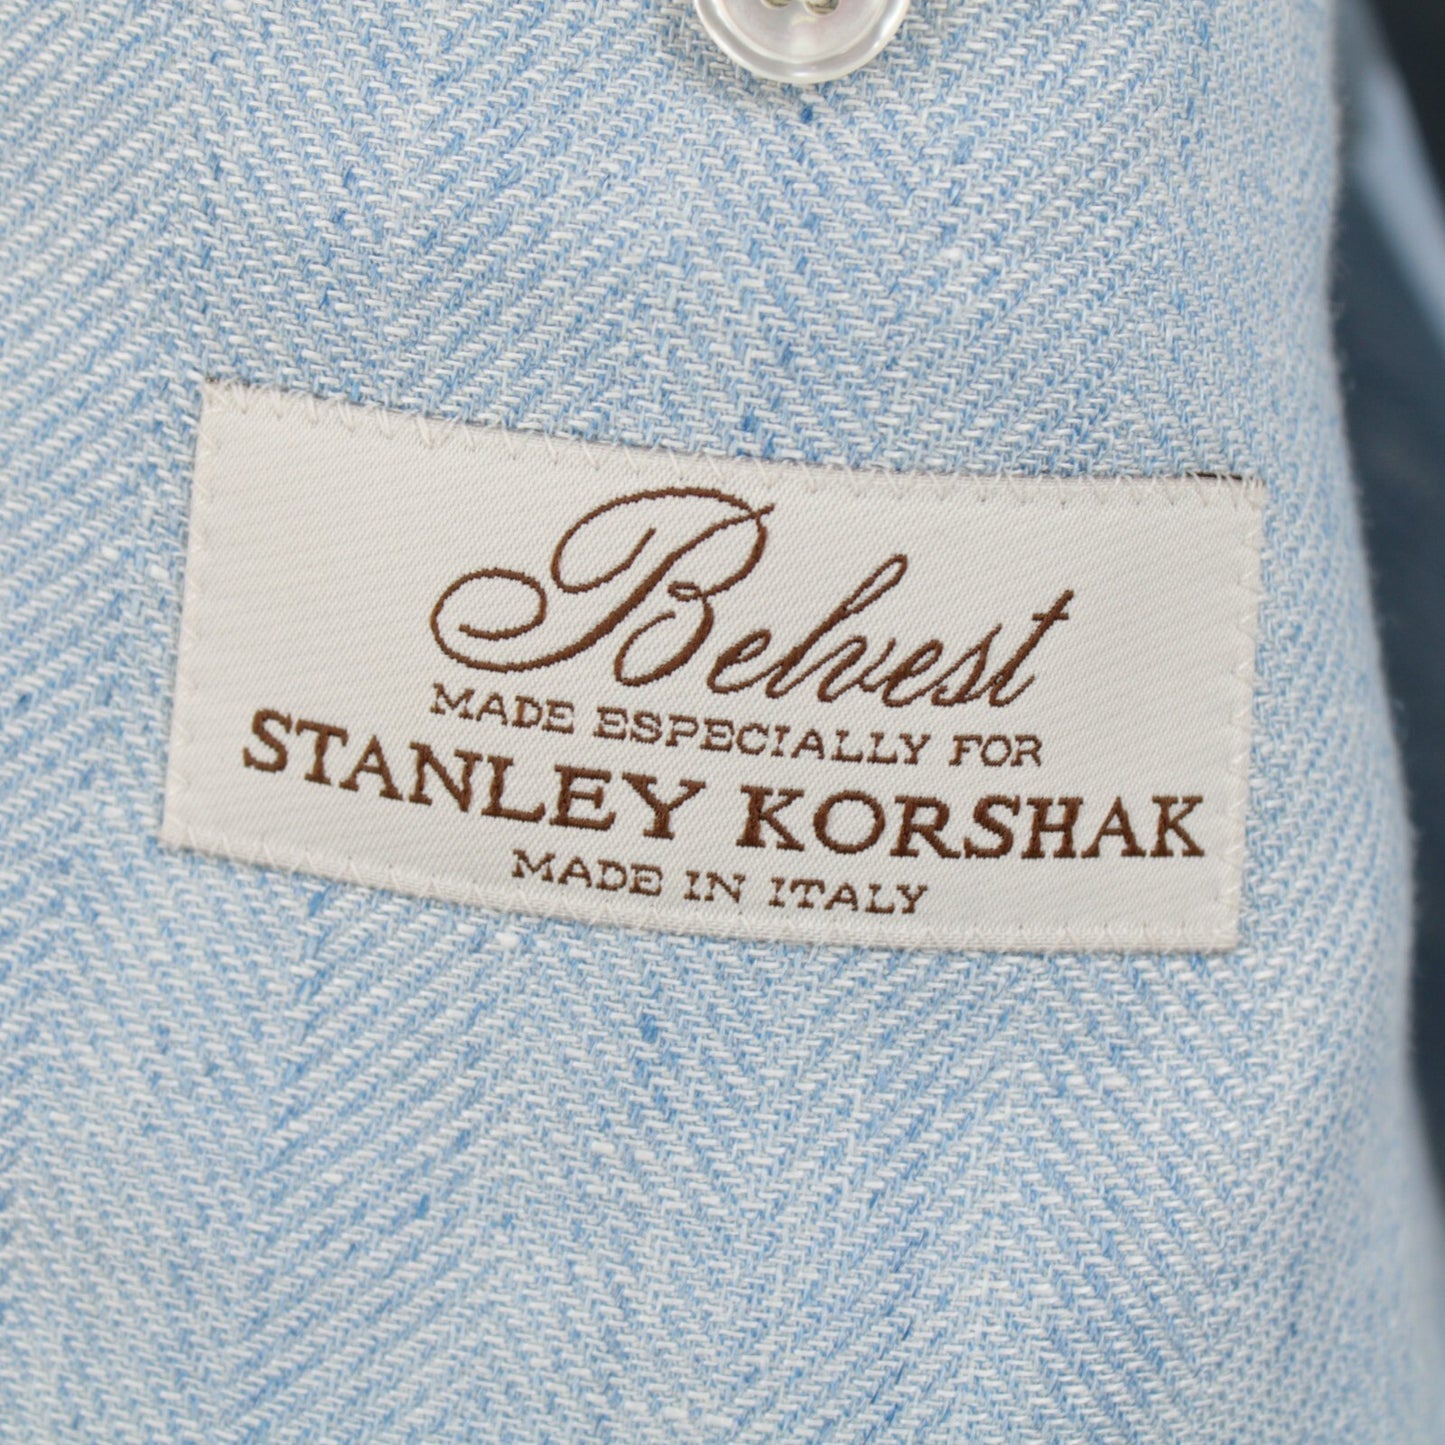 Belvest
MADE ESPECIALLY FOR
STANLEY KORSHAK
MADE IN ITALY